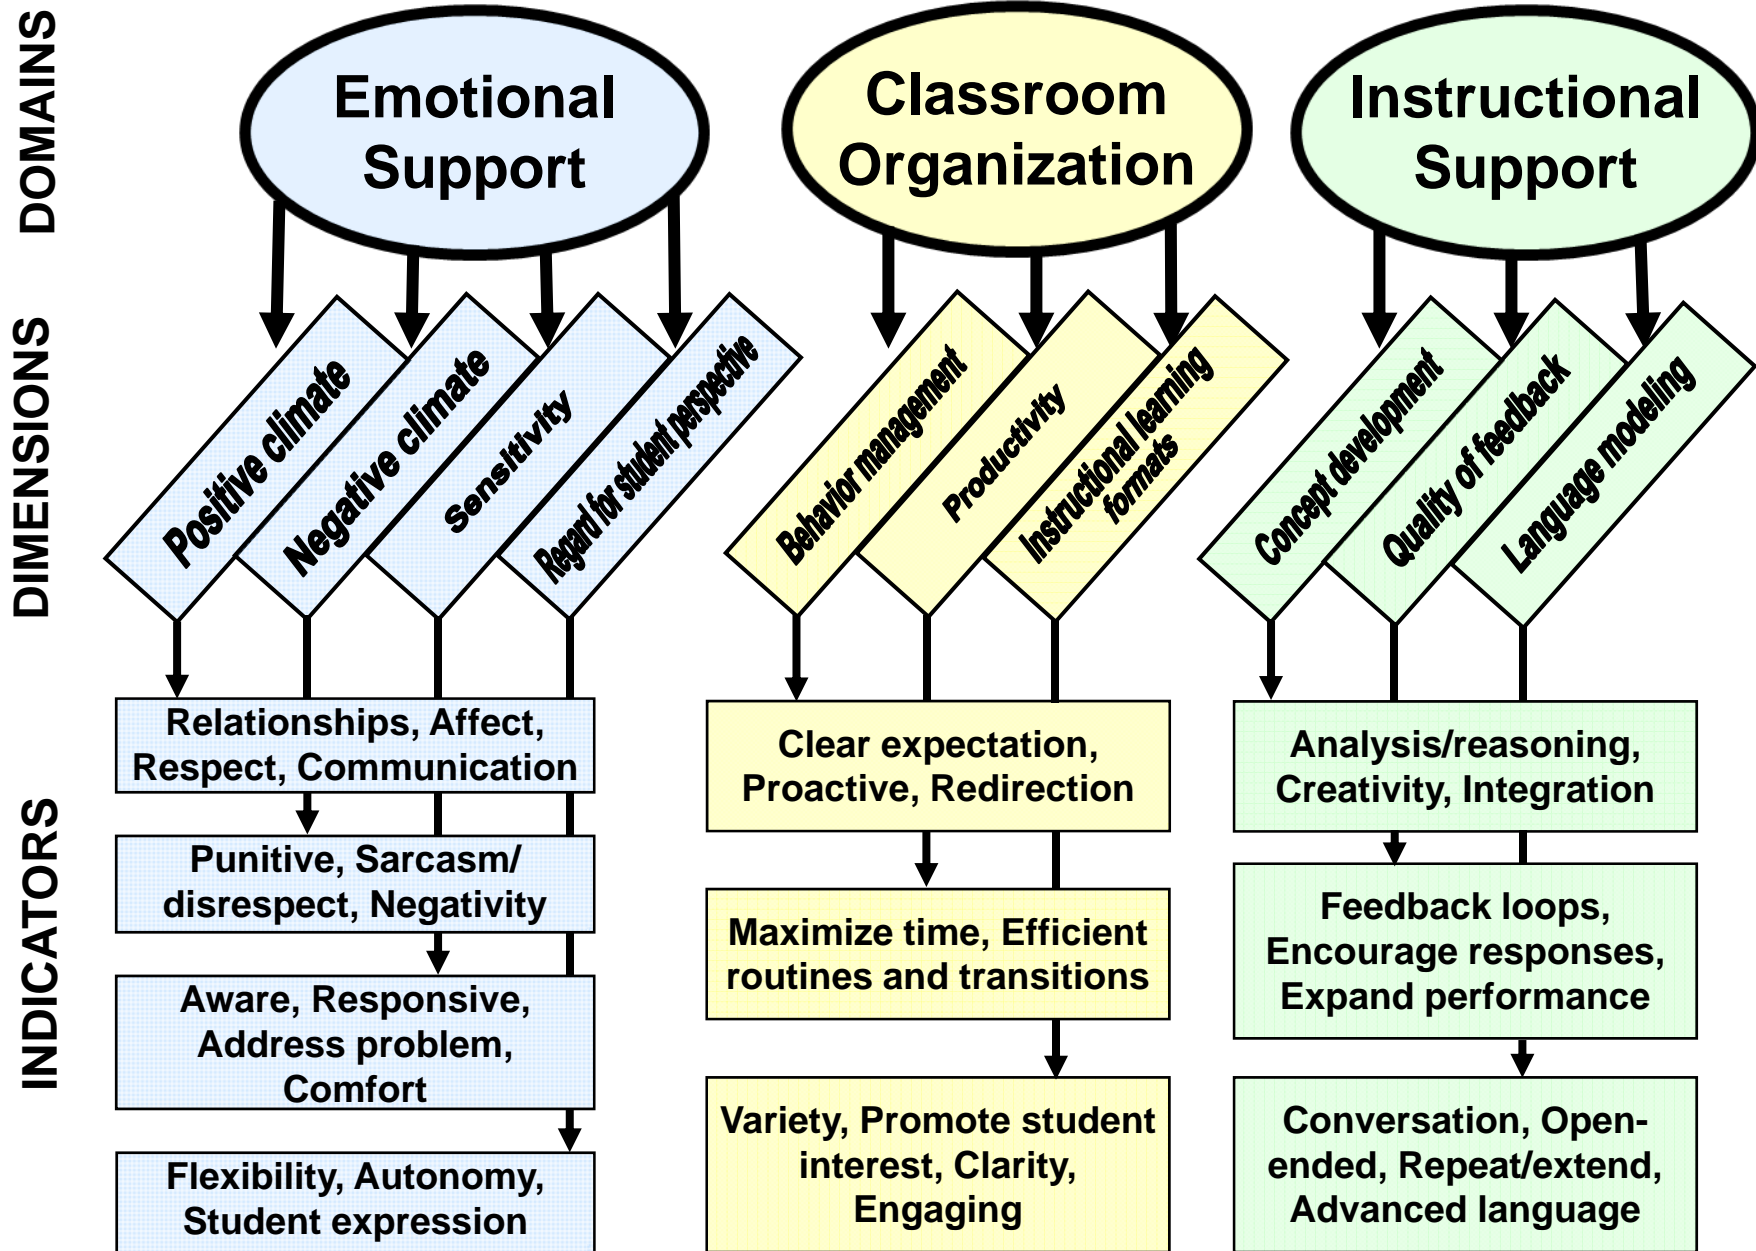 DOMAINS
Emotional
Support
Classroom
Organization
Instructional
Support
DIMENSIONS
Positive climate
Negative climate
Sensitivity
Regard for student perspective
Behavior management
Productivity
Instructional learning
formats
Concept development
Quality of feedback
Language modeling
INDICATORS
Relationships, Affect,
Respect, Communication
Punitive, Sarcasm/
disrespect, Negativity
Aware, Responsive,
Address problem,
Comfort
Flexibility, Autonomy,
Student expression
Clear expectation,
Proactive, Redirection
Maximize time, Efficient
routines and transitions
Variety, Promote student
interest, Clarity,
Engaging
Analysis/reasoning,
Creativity, Integration
Feedback loops,
Encourage responses,
Expand performance
Conversation, Open-
ended, Repeat/extend,
Advanced language